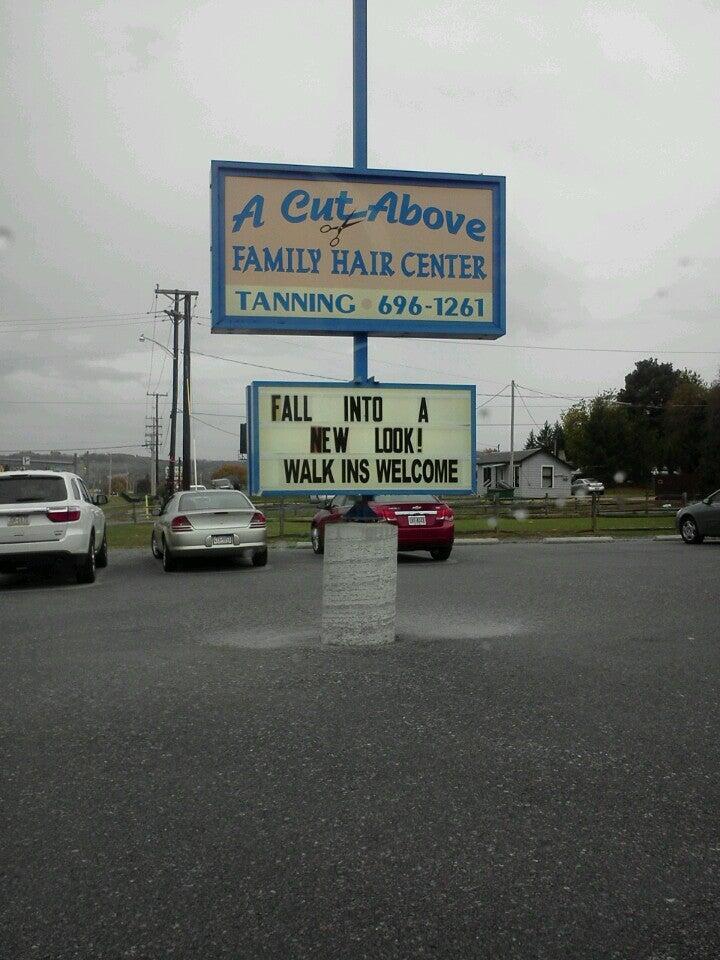 A Cut Above
FAMILY HAIR CENTER
TANNING • 696-1261
FALL INTO A
NEW LOOK!
WALK INS WELCOME